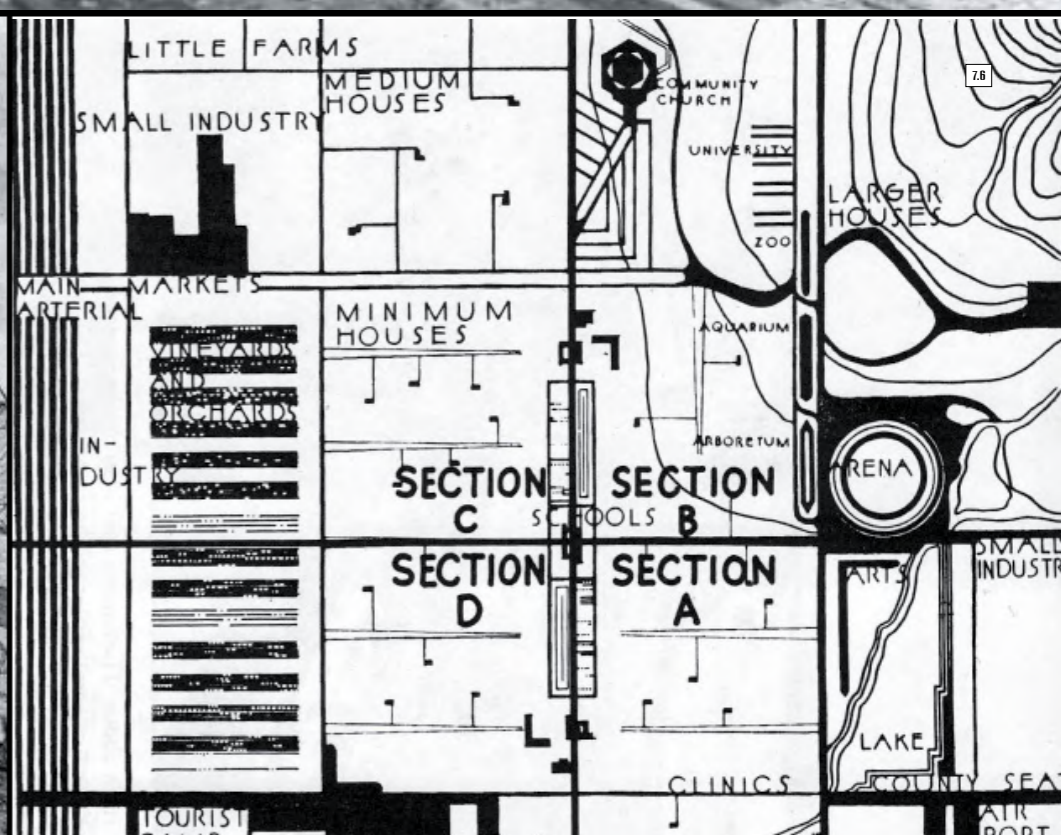 LITTLE FARMS
MEDIUM
HOUSES
SMALL INDUSTRY
COMMUNITY
CHURCH
7.6
UNIVERSITY
LARGER
HOUSES
ZOO
MAIN
ARTERIAL
MARKETS
MINIMUM
HOUSES
AQUARIUM
VINEYARDS
AND
ORCHARDS
IN-
DUSTRY
ARBORETUM
ARENA
SECTION
C
SECTION
B
SCHOOLS
SECTION
D
SECTION
A
ARTS
SMALL
INDUSTR
LAKE
CLINICS
COUNTY SEAT
TOURIST
AIR
PORT